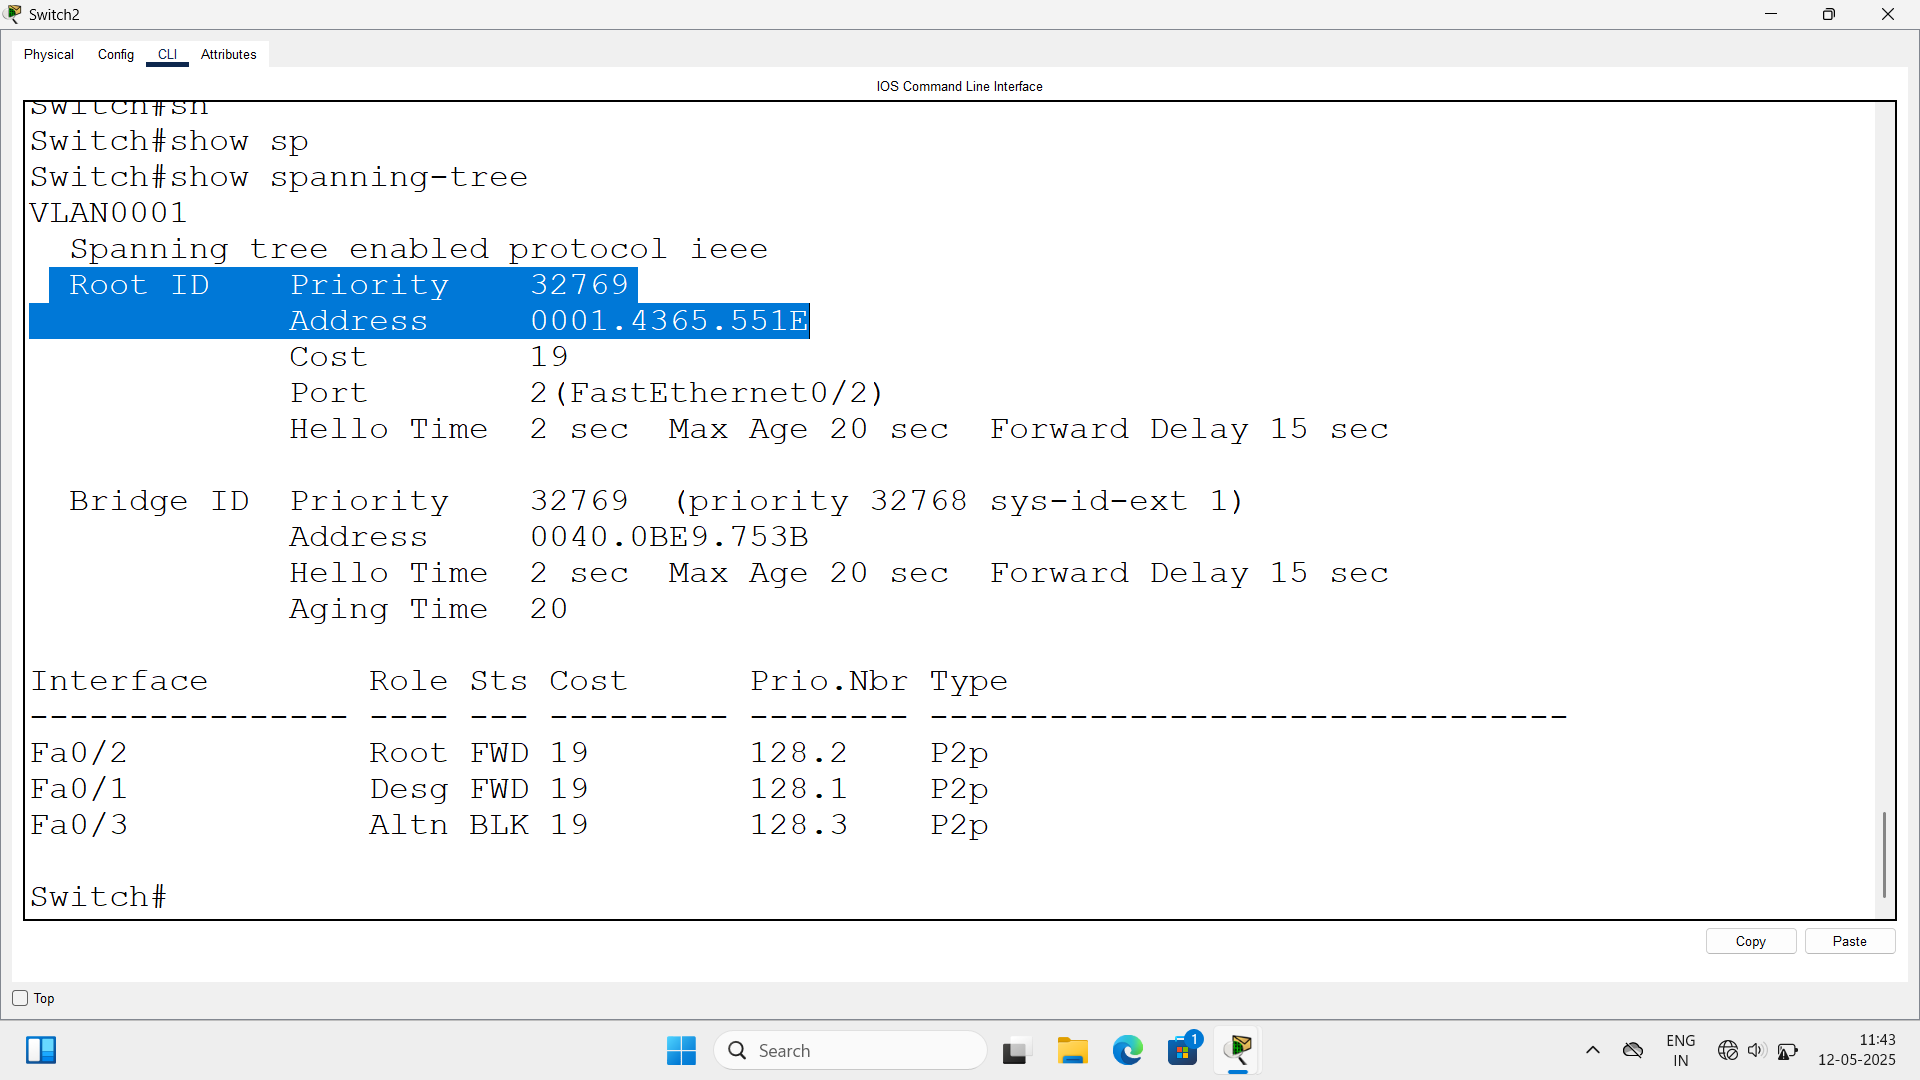 Switch2
Physical Config CLI Attributes
IOS Command Line Interface
Switch#sh
Switch#show sp
Switch#show spanning-tree
VLAN0001
Spanning tree enabled protocol ieee
Root ID Priority 32769
Address 0001.4365.551E
Cost 19
Port 2(FastEthernet0/2)
Hello Time 2 sec Max Age 20 sec Forward Delay 15 sec
Bridge ID Priority 32769 (priority 32768 sys-id-ext 1)
Address 0040.0BE9.753B
Hello Time 2 sec Max Age 20 sec Forward Delay 15 sec
Aging Time 20
Interface Role Sts Cost Prio.Nbr Type
---------------- ---- --- --------- -------- --------------------------------
Fa0/2 Root FWD 19 128.2 P2p
Fa0/1 Desg FWD 19 128.1 P2p
Fa0/3 Altn BLK 19 128.3 P2p
Switch#
Copy Paste
Top
Search
1
ENG
IN
11:43
12-05-2025